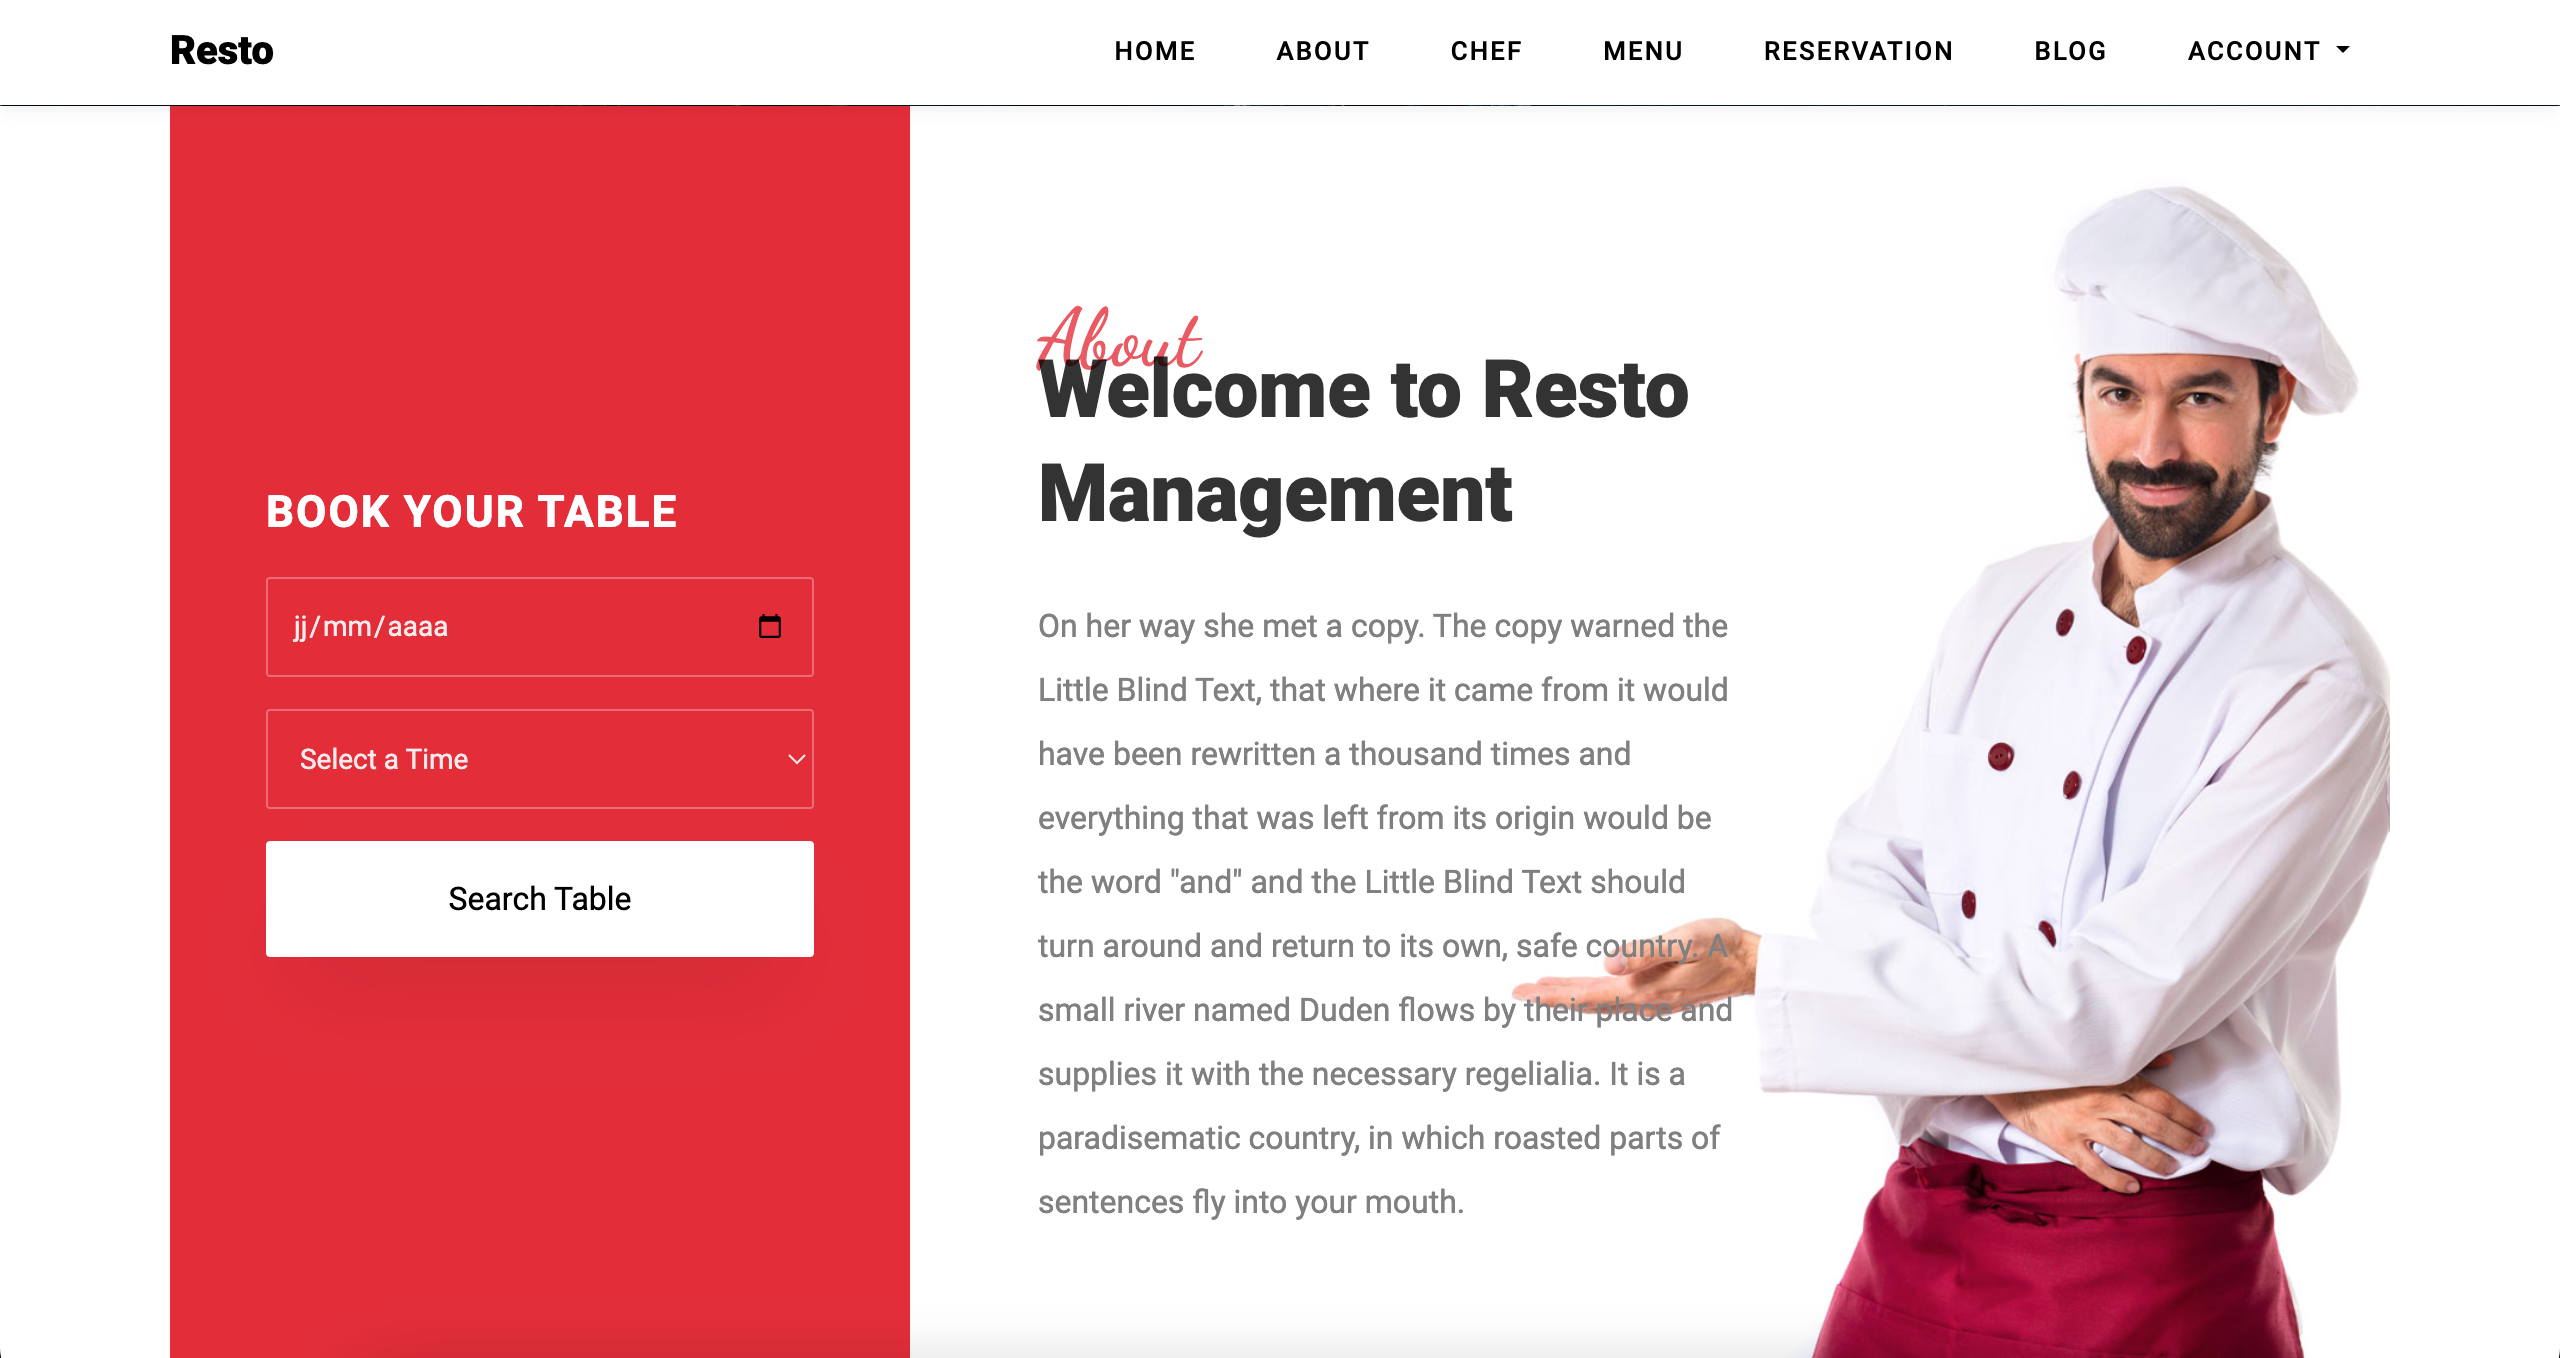 Resto
HOME ABOUT CHEF MENU RESERVATION BLOG ACCOUNT
BOOK YOUR TABLE
jj/mm/aaaa
Select a Time
Search Table
About
Welcome to Resto
Management
On her way she met a copy. The copy warned the
Little Blind Text, that where it came from it would
have been rewritten a thousand times and
everything that was left from its origin would be
the word "and" and the Little Blind Text should
turn around and return to its own, safe country. A
small river named Duden flows by their place and
supplies it with the necessary regelialia. It is a
paradisematic country, in which roasted parts of
sentences fly into your mouth.